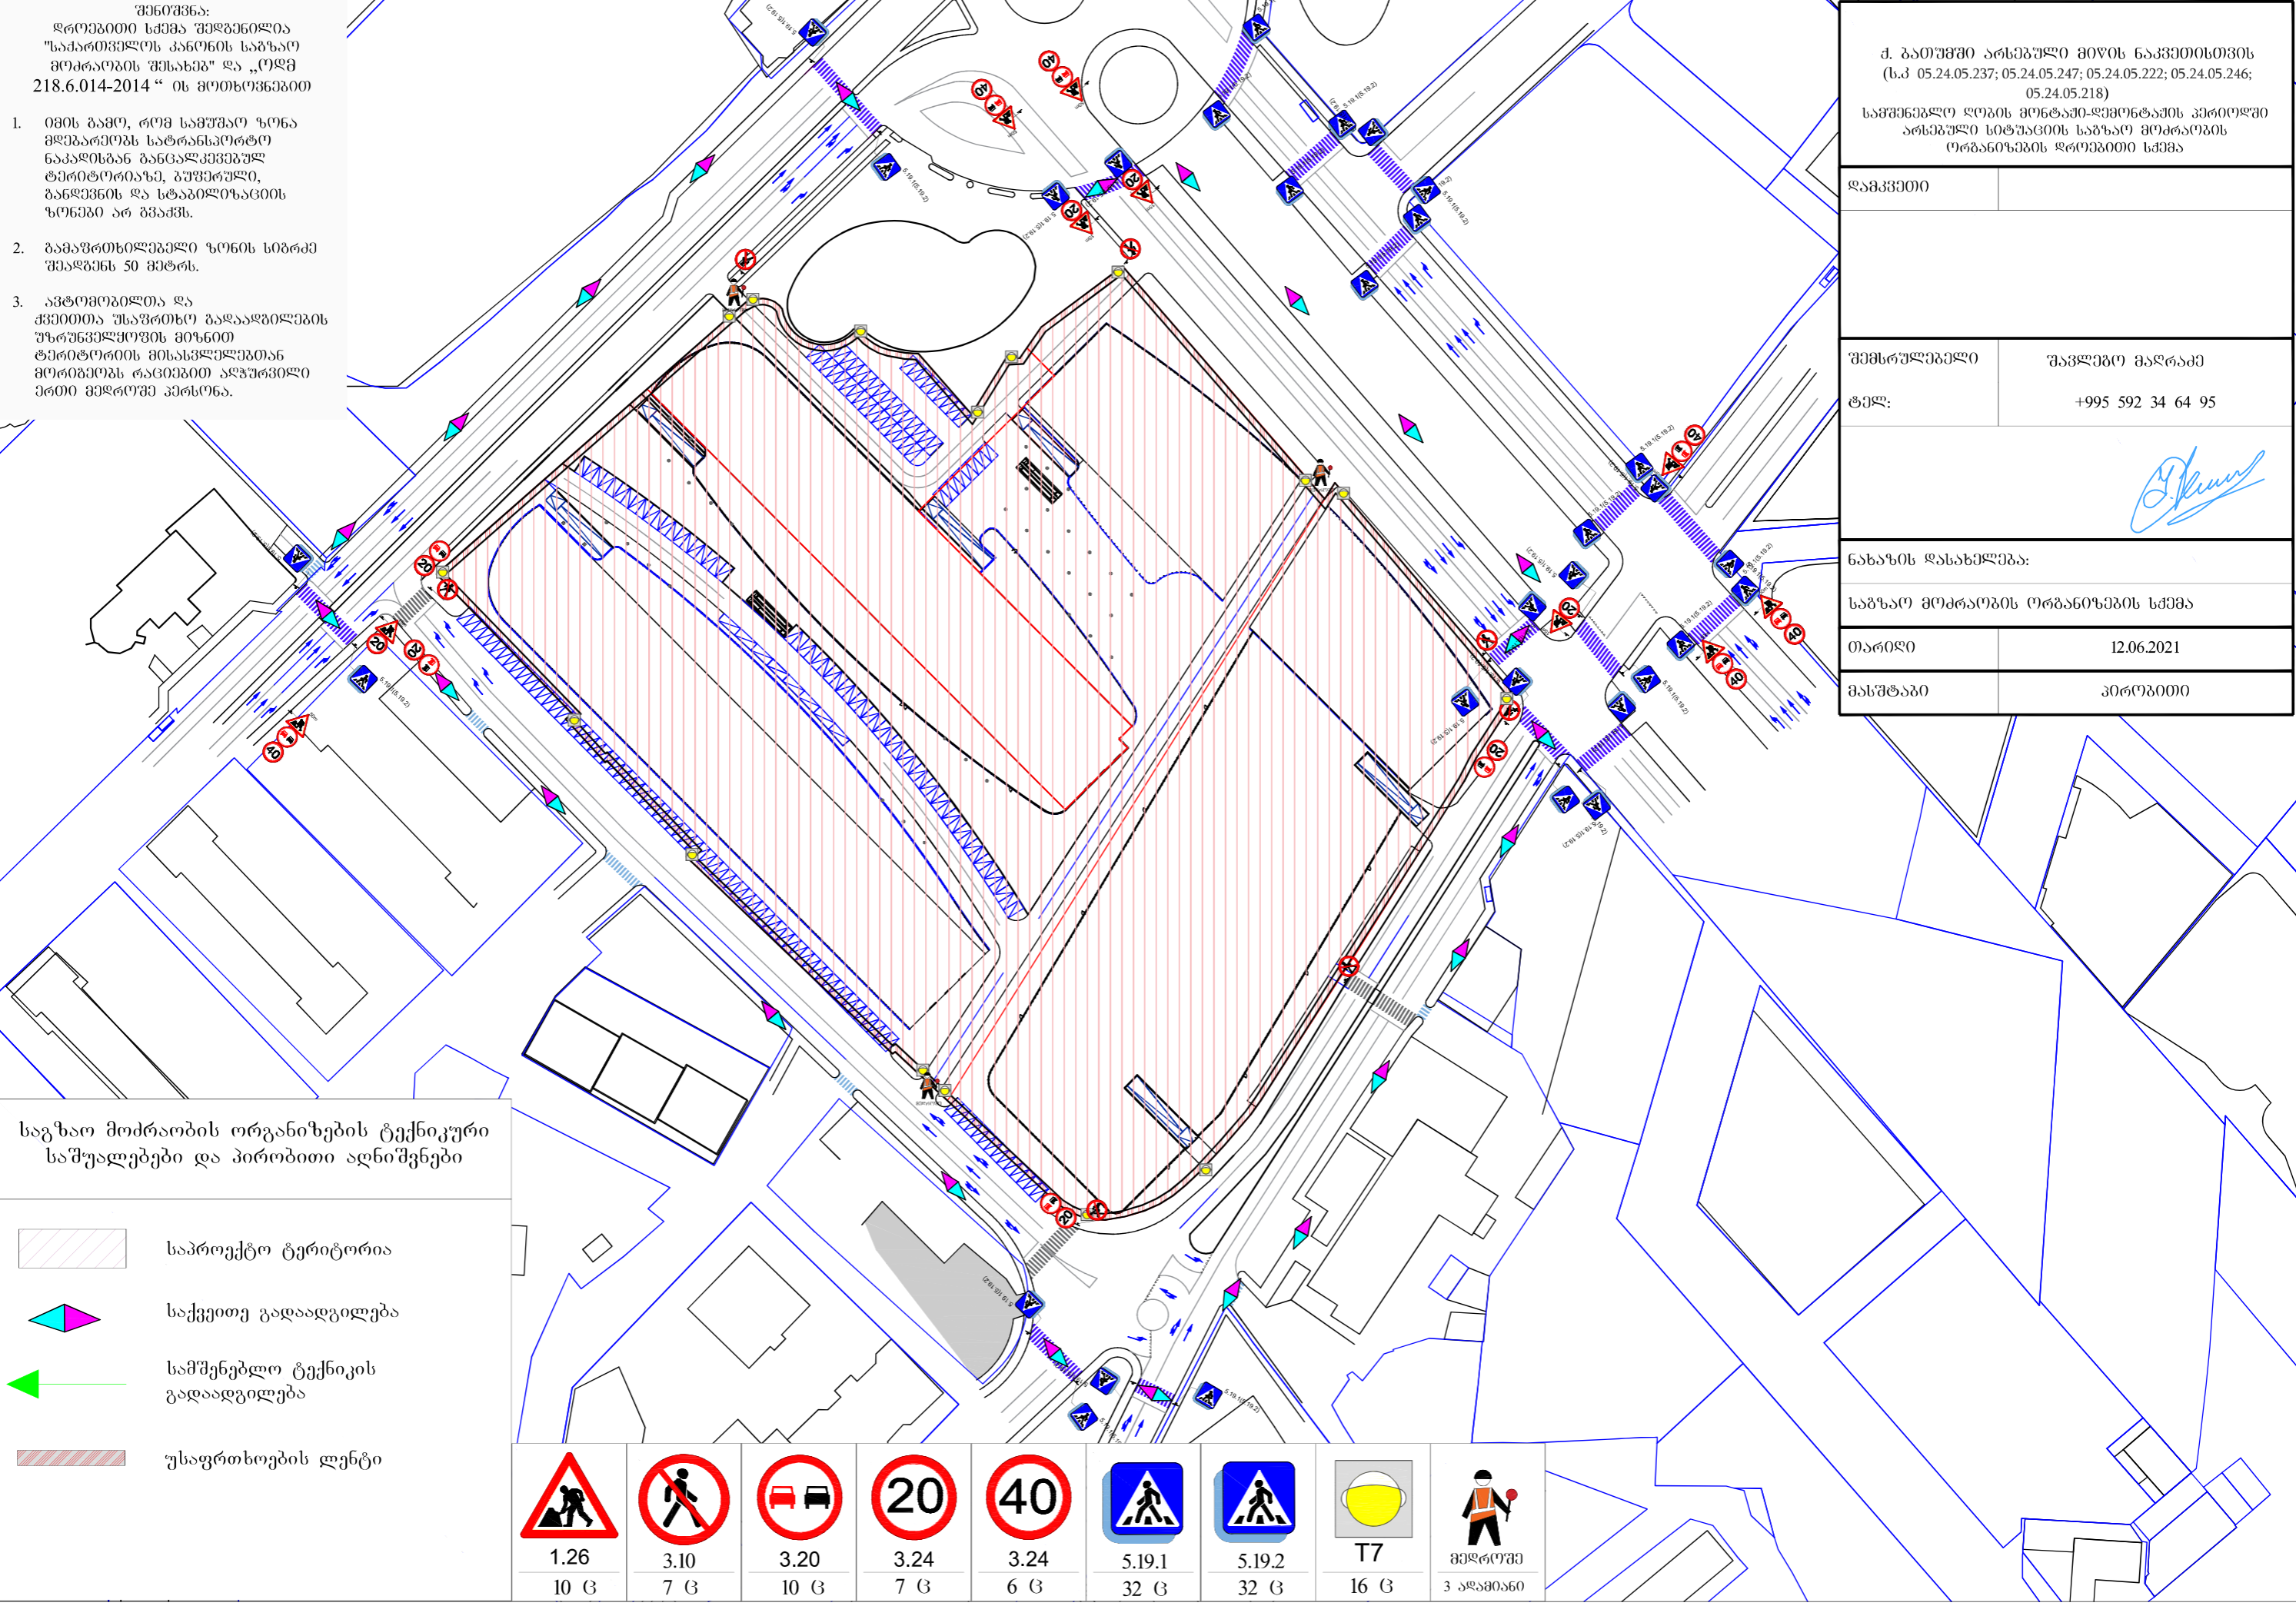 შენიშვნა:
დროებითი სქემა შედგენილია
"საქართველოს კანონის საგზაო
მოძრაობის შესახებ" და „ოდმ
218.6.014-2014 “ ის მოთხოვნებით
1. იმის გამო, რომ სამუშაო ზონა
მდებარეობს სატრანსპორტო
ნაკადისგან განცალკევებულ
ტერიტორიაზე, ბუფერული,
განდევნის და სტაბილიზაციის
ზონები არ გვაქვს.
2. გამაფრთხილებელი ზონის სიგრძე
შეადგენს 50 მეტრს.
3. ავტომობილთა და
ქვეითთა უსაფრთხო გადაადგილების
უზრუნველყოფის მიზნით
ტერიტორიის მისასვლელებთან
მორიგეობს რაციებით აღჭურვილი
ერთი მედროშე პერსონა.
ქ. ბათუმში არსებული მიწის ნაკვეთისთვის
(ს.კ 05.24.05.237; 05.24.05.247; 05.24.05.222; 05.24.05.246;
05.24.05.218)
სამშენებლო ღობის მონტაჟი-დემონტაჟის პერიოდში
არსებული სიტუაციის საგზაო მოძრაობის
ორგანიზების დროებითი სქემა
დამკვეთი
შემსრულებელი შავლებო მაღრაძე
ტელ: +995 592 34 64 95
ნახაზის დასახელება:
საგზაო მოძრაობის ორგანიზების სქემა
თარიღი 12.06.2021
მასშტაბი პირობითი
საგზაო მოძრაობის ორგანიზების ტექნიკური
საშუალებები და პირობითი აღნიშვნები
საპროექტო ტერიტორია
საქვეითე გადაადგილება
სამშენებლო ტექნიკის
გადაადგილება
უსაფრთხოების ლენტი
20 40
1.26 3.10 3.20 3.24 3.24 5.19.1 5.19.2 T7 მედროშე
10 ც 7 ც 10 ც 7 ც 6 ც 32 ც 32 ც 16 ც 3 ადამიანი